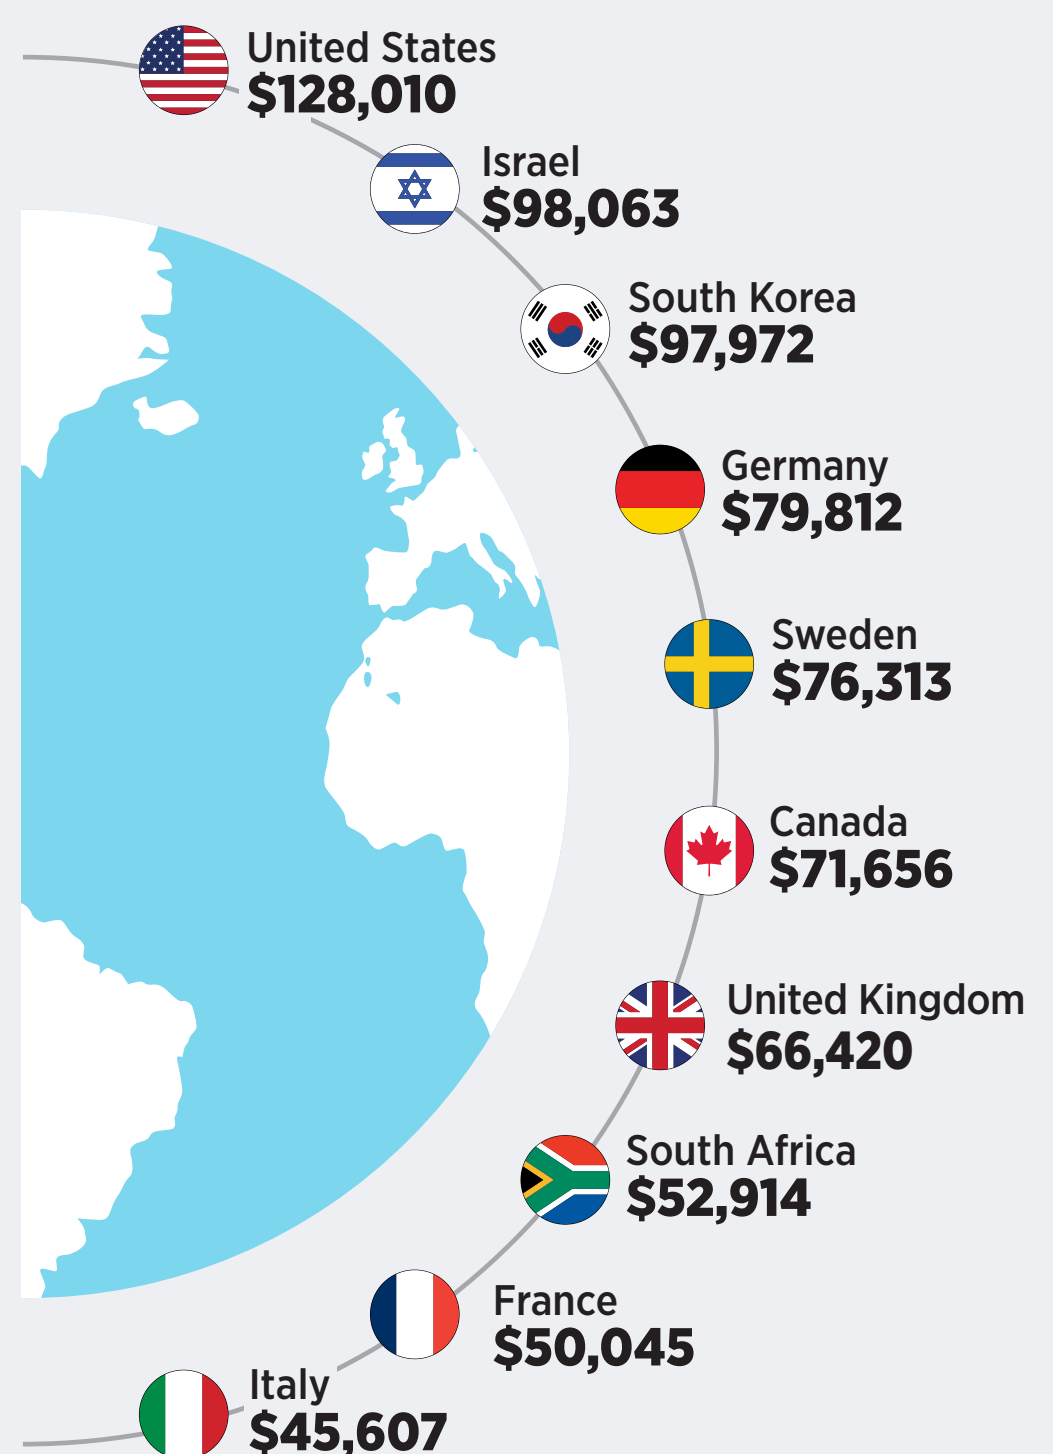 United States
$128,010
Israel
$98,063
South Korea
$97,972
Germany
$79,812
Sweden
$76,313
Canada
$71,656
United Kingdom
$66,420
South Africa
$52,914
France
$50,045
Italy
$45,607